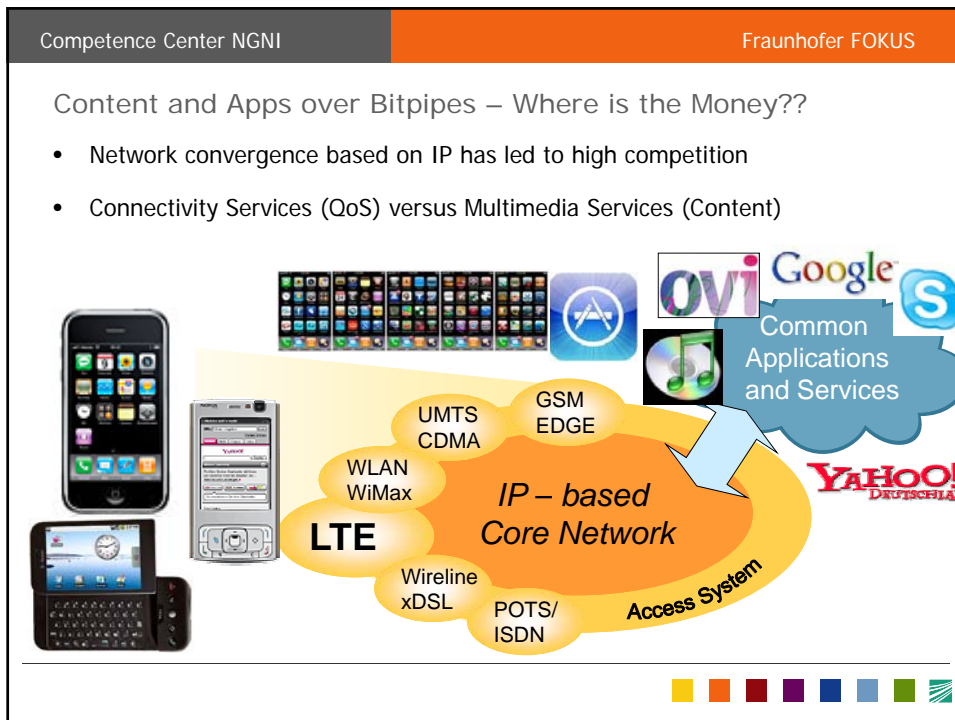 Competence Center NGNI
Fraunhofer FOKUS
Content and Apps over Bitpipes – Where is the Money??
• Network convergence based on IP has led to high competition
• Connectivity Services (QoS) versus Multimedia Services (Content)
ovi
Google
S
Common
Applications
and Services
YAHOO!
DEUTSCHLA
GSM
EDGE
UMTS
CDMA
WLAN
WiMax
LTE
IP – based
Core Network
Wireline
xDSL
POTS/
ISDN
Access System
NOKIA
YAHOO!